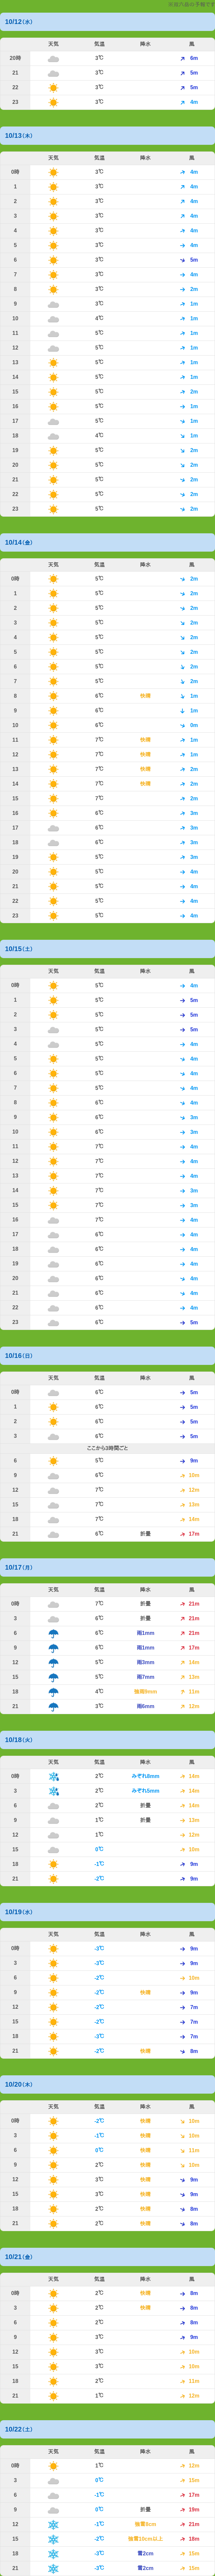 ※海乃森の予報です
10/12（水）
天気 気温 降水 風
20時 3℃ 6m
21 3℃ 5m
22 3℃ 5m
23 3℃ 4m
10/13（木）
天気 気温 降水 風
0時 3℃ 4m
1 3℃ 4m
2 3℃ 4m
3 3℃ 4m
4 3℃ 4m
5 3℃ 4m
6 3℃ 5m
7 3℃ 4m
8 3℃ 2m
9 3℃ 1m
10 4℃ 1m
11 5℃ 1m
12 5℃ 1m
13 5℃ 1m
14 5℃ 1m
15 5℃ 2m
16 5℃ 1m
17 5℃ 1m
18 4℃ 1m
19 5℃ 2m
20 5℃ 2m
21 5℃ 2m
22 5℃ 2m
23 5℃ 2m
10/14（金）
天気 気温 降水 風
0時 5℃ 2m
1 5℃ 2m
2 5℃ 2m
3 5℃ 2m
4 5℃ 2m
5 5℃ 2m
6 5℃ 2m
7 5℃ 2m
8 6℃ 快晴 1m
9 6℃ 1m
10 6℃ 0m
11 7℃ 快晴 1m
12 7℃ 快晴 1m
13 7℃ 快晴 2m
14 7℃ 快晴 2m
15 7℃ 2m
16 6℃ 3m
17 6℃ 3m
18 6℃ 3m
19 5℃ 3m
20 5℃ 4m
21 5℃ 4m
22 5℃ 4m
23 5℃ 4m
10/15（土）
天気 気温 降水 風
0時 5℃ 4m
1 5℃ 5m
2 5℃ 5m
3 5℃ 5m
4 5℃ 4m
5 5℃ 4m
6 5℃ 4m
7 5℃ 4m
8 6℃ 4m
9 6℃ 3m
10 6℃ 3m
11 7℃ 4m
12 7℃ 4m
13 7℃ 4m
14 7℃ 3m
15 7℃ 3m
16 7℃ 4m
17 6℃ 4m
18 6℃ 4m
19 6℃ 4m
20 6℃ 4m
21 6℃ 4m
22 6℃ 4m
23 6℃ 5m
10/16（日）
天気 気温 降水 風
0時 6℃ 5m
1 6℃ 5m
2 6℃ 5m
3 6℃ 5m
ここから3時間ごと
6 5℃ 9m
9 6℃ 10m
12 7℃ 12m
15 7℃ 13m
18 7℃ 14m
21 6℃ 折曇 17m
10/17（月）
天気 気温 降水 風
0時 7℃ 折曇 21m
3 6℃ 折曇 21m
6 6℃ 雨1mm 21m
9 6℃ 雨1mm 17m
12 5℃ 雨3mm 14m
15 5℃ 雨7mm 13m
18 4℃ 強雨8mm 11m
21 3℃ 雨6mm 12m
10/18（火）
天気 気温 降水 風
0時 2℃ みぞれ8mm 14m
3 2℃ みぞれ5mm 14m
6 2℃ 折曇 14m
9 1℃ 折曇 13m
12 1℃ 12m
15 0℃ 10m
18 -1℃ 9m
21 -2℃ 9m
10/19（水）
天気 気温 降水 風
0時 -3℃ 9m
3 -3℃ 9m
6 -2℃ 10m
9 -2℃ 快晴 9m
12 -2℃ 7m
15 -2℃ 7m
18 -3℃ 7m
21 -2℃ 快晴 8m
10/20（木）
天気 気温 降水 風
0時 -2℃ 快晴 10m
3 -1℃ 快晴 10m
6 0℃ 快晴 11m
9 2℃ 快晴 10m
12 3℃ 快晴 9m
15 3℃ 快晴 9m
18 2℃ 快晴 8m
21 2℃ 快晴 8m
10/21（金）
天気 気温 降水 風
0時 2℃ 快晴 8m
3 2℃ 快晴 8m
6 2℃ 8m
9 3℃ 9m
12 3℃ 10m
15 3℃ 10m
18 2℃ 11m
21 1℃ 12m
10/22（土）
天気 気温 降水 風
0時 1℃ 12m
3 0℃ 15m
6 -1℃ 17m
9 0℃ 折曇 19m
12 -1℃ 強雪8cm 21m
15 -2℃ 強雪10cm以上 18m
18 -3℃ 雪2cm 15m
21 -3℃ 雪2cm 15m